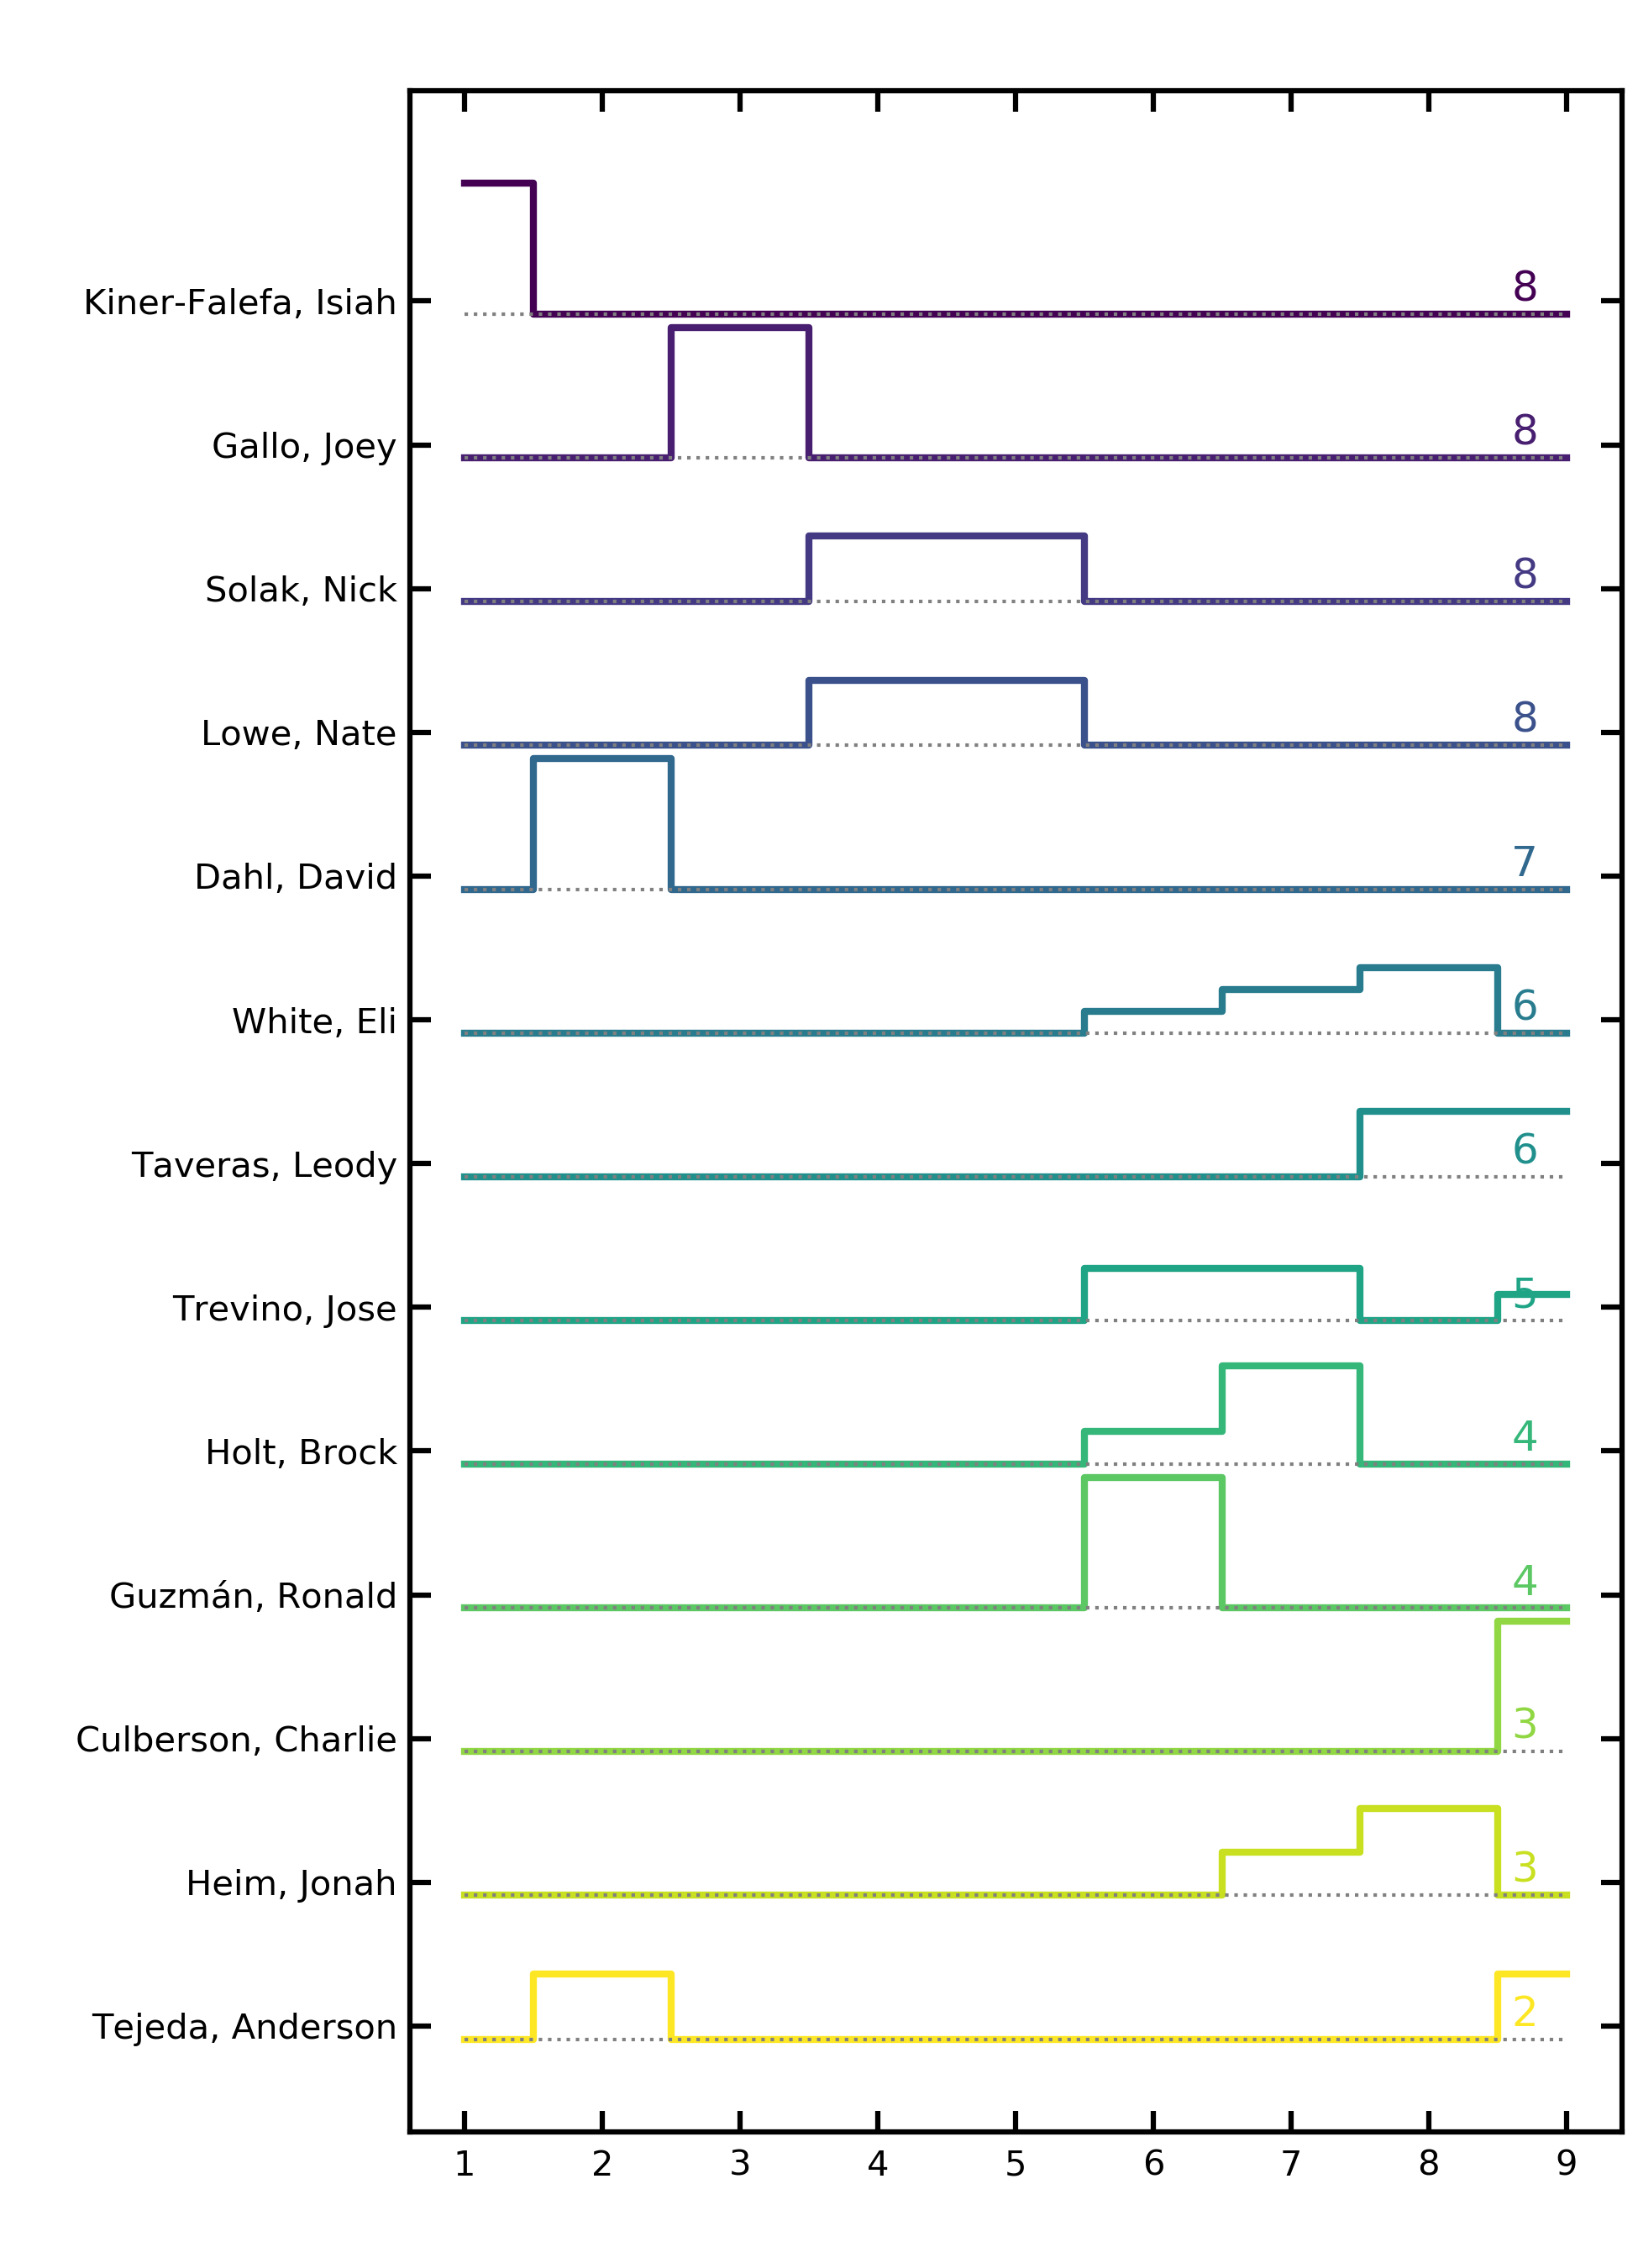 Kiner-Falefa, Isiah 8
Gallo, Joey 8
Solak, Nick 8
Lowe, Nate 8
Dahl, David 7
White, Eli 6
Taveras, Leody 6
Trevino, Jose 5
Holt, Brock 4
Guzmán, Ronald 4
Culberson, Charlie 3
Heim, Jonah 3
Tejeda, Anderson 2
1 2 3 4 5 6 7 8 9